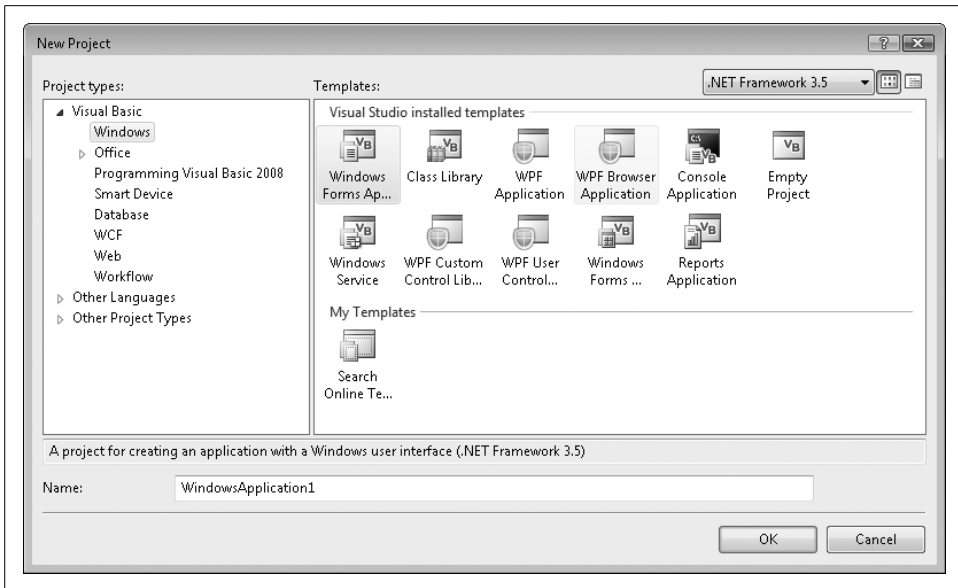 New Project
Project types:
Templates:
.NET Framework 3.5
Visual Basic
Windows
Office
Programming Visual Basic 2008
Smart Device
Database
WCF
Web
Workflow
Other Languages
Other Project Types
Visual Studio installed templates
Windows Forms Ap...
Class Library
WPF Application
WPF Browser Application
Console Application
Empty Project
Windows Service
WPF Custom Control Lib...
WPF User Control...
Windows Forms ...
Reports Application
My Templates
Search Online Te...
A project for creating an application with a Windows user interface (.NET Framework 3.5)
Name:
WindowsApplication1
OK
Cancel